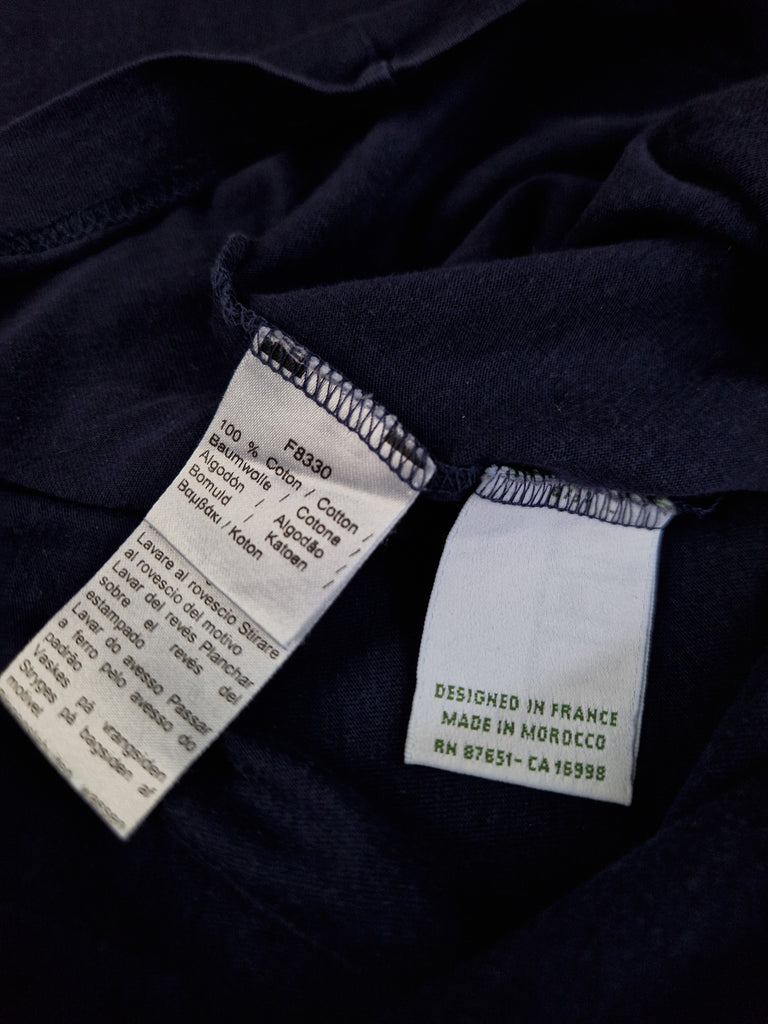 F8330
100 % Coton / Cotton /
Baumwolle / Cotone /
Algodón / Algodão /
Bomuld / Katoen /
Βαμβάκι / Koton
Lavare al rovescio Stirare
al rovescio del motivo
Lavar del revés Planchar
sobre el revés del
estampado
Lavar do avesso Passar
a ferro pelo avesso do
padrão
Vaskes på vrangsiden
Stryges på bagsiden af
motivet
DESIGNED IN FRANCE
MADE IN MOROCCO
RN 87651- CA 16998